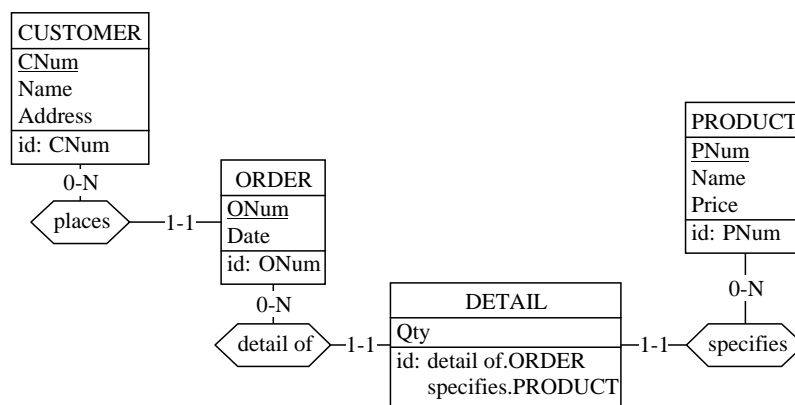 CUSTOMER
CNum
Name
Address
id: CNum
0-N
places
1-1
ORDER
ONum
Date
id: ONum
0-N
detail of
1-1
DETAIL
Qty
id: detail of.ORDER
specifies.PRODUCT
1-1
specifies
0-N
PRODUCT
PNum
Name
Price
id: PNum